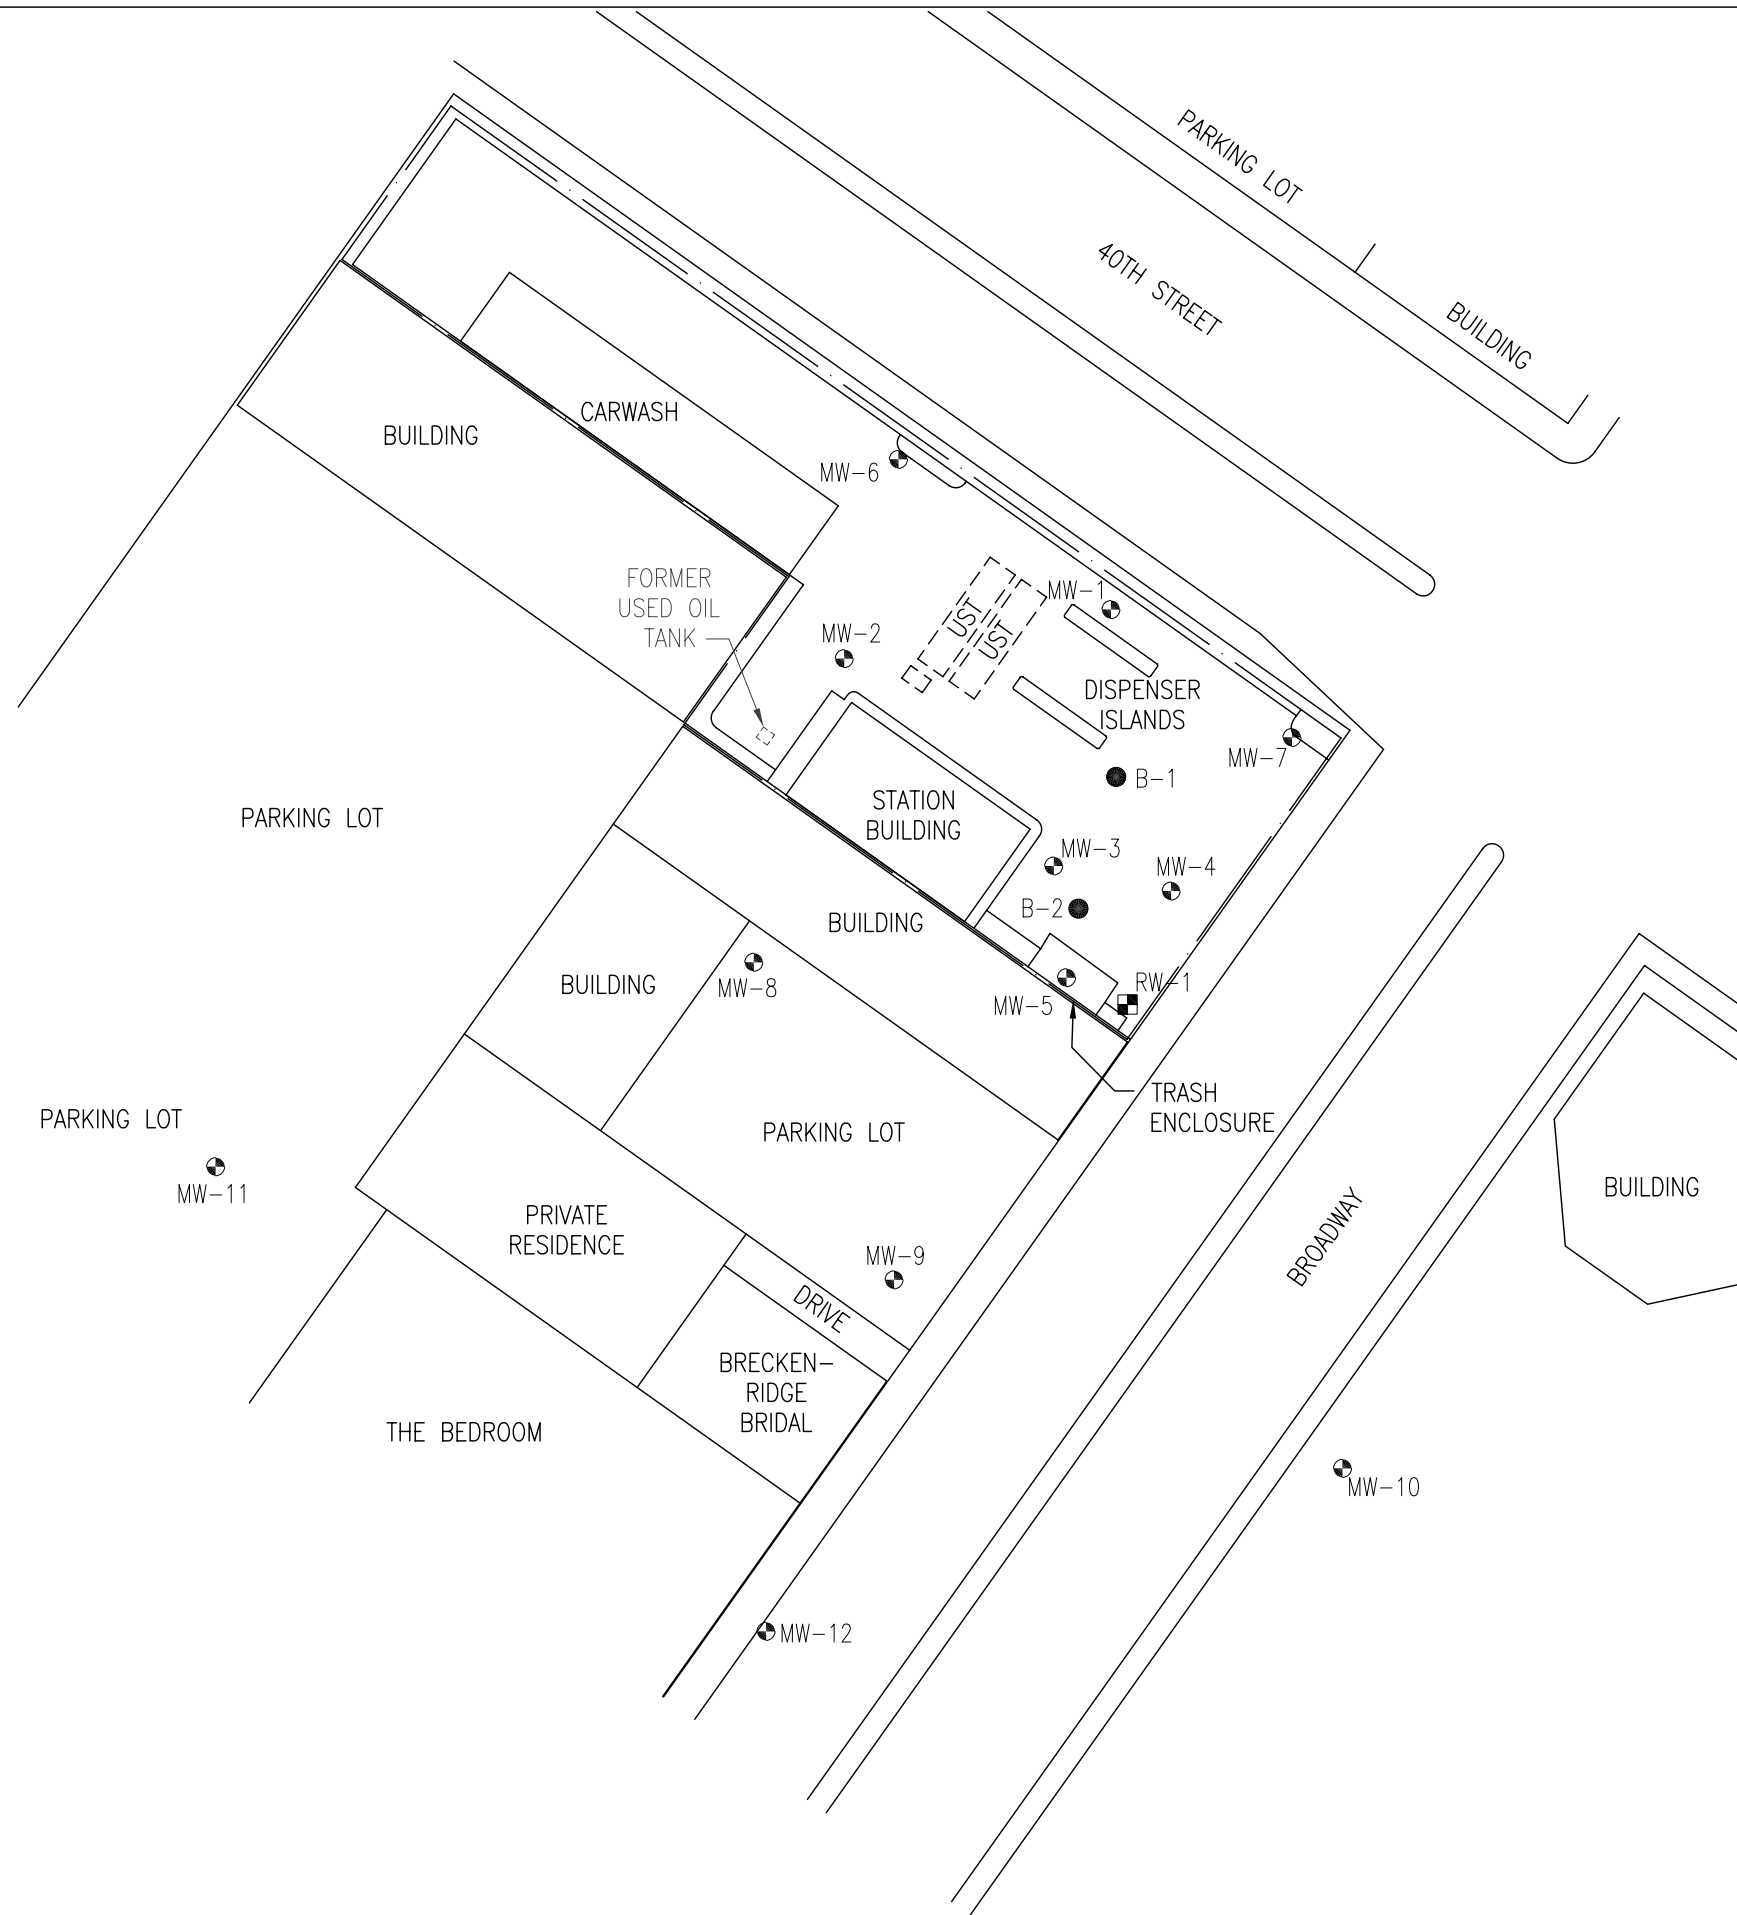 PARKING LOT
40TH STREET
BUILDING
CARWASH
BUILDING
MW-6
FORMER
USED OIL
TANK
UST
UST
MW-1
MW-2
DISPENSER
ISLANDS
MW-7
B-1
STATION
BUILDING
PARKING LOT
MW-3
MW-4
B-2
BUILDING
BUILDING
MW-8
MW-5
RW-1
TRASH
ENCLOSURE
PARKING LOT
PARKING LOT
MW-11
BUILDING
PRIVATE
RESIDENCE
BROADWAY
MW-9
DRIVE
BRECKEN-
RIDGE
BRIDAL
THE BEDROOM
MW-10
MW-12